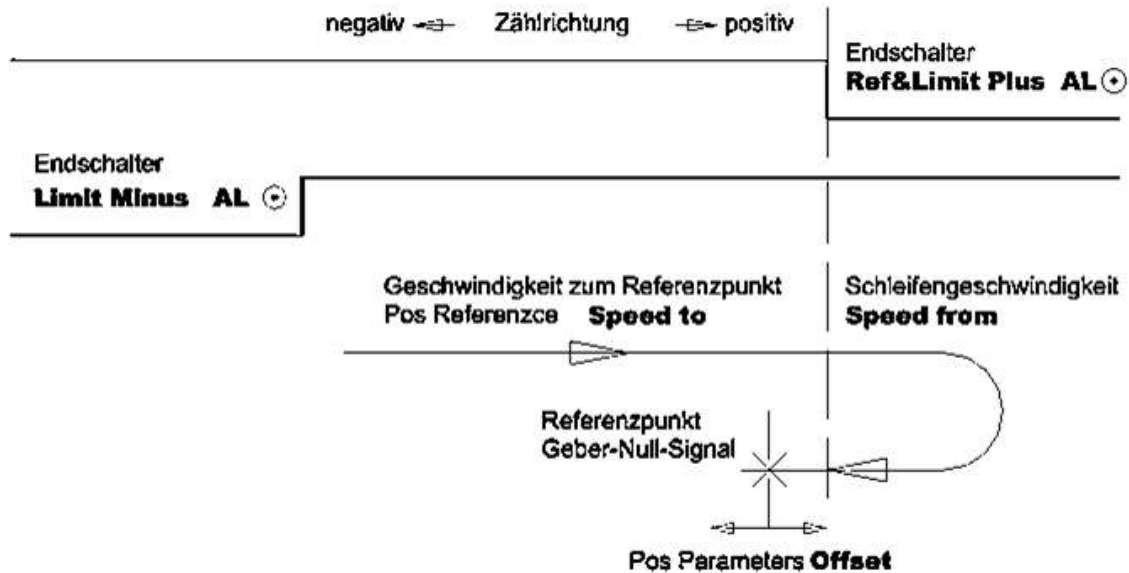 negativ Zählrichtung positiv
Endschalter
Ref&Limit Plus AL
Endschalter
Limit Minus AL
Geschwindigkeit zum Referenzpunkt
Pos Referenzce Speed to
Schleifengeschwindigkeit
Speed from
Referenzpunkt
Geber-Null-Signal
Pos Parameters Offset